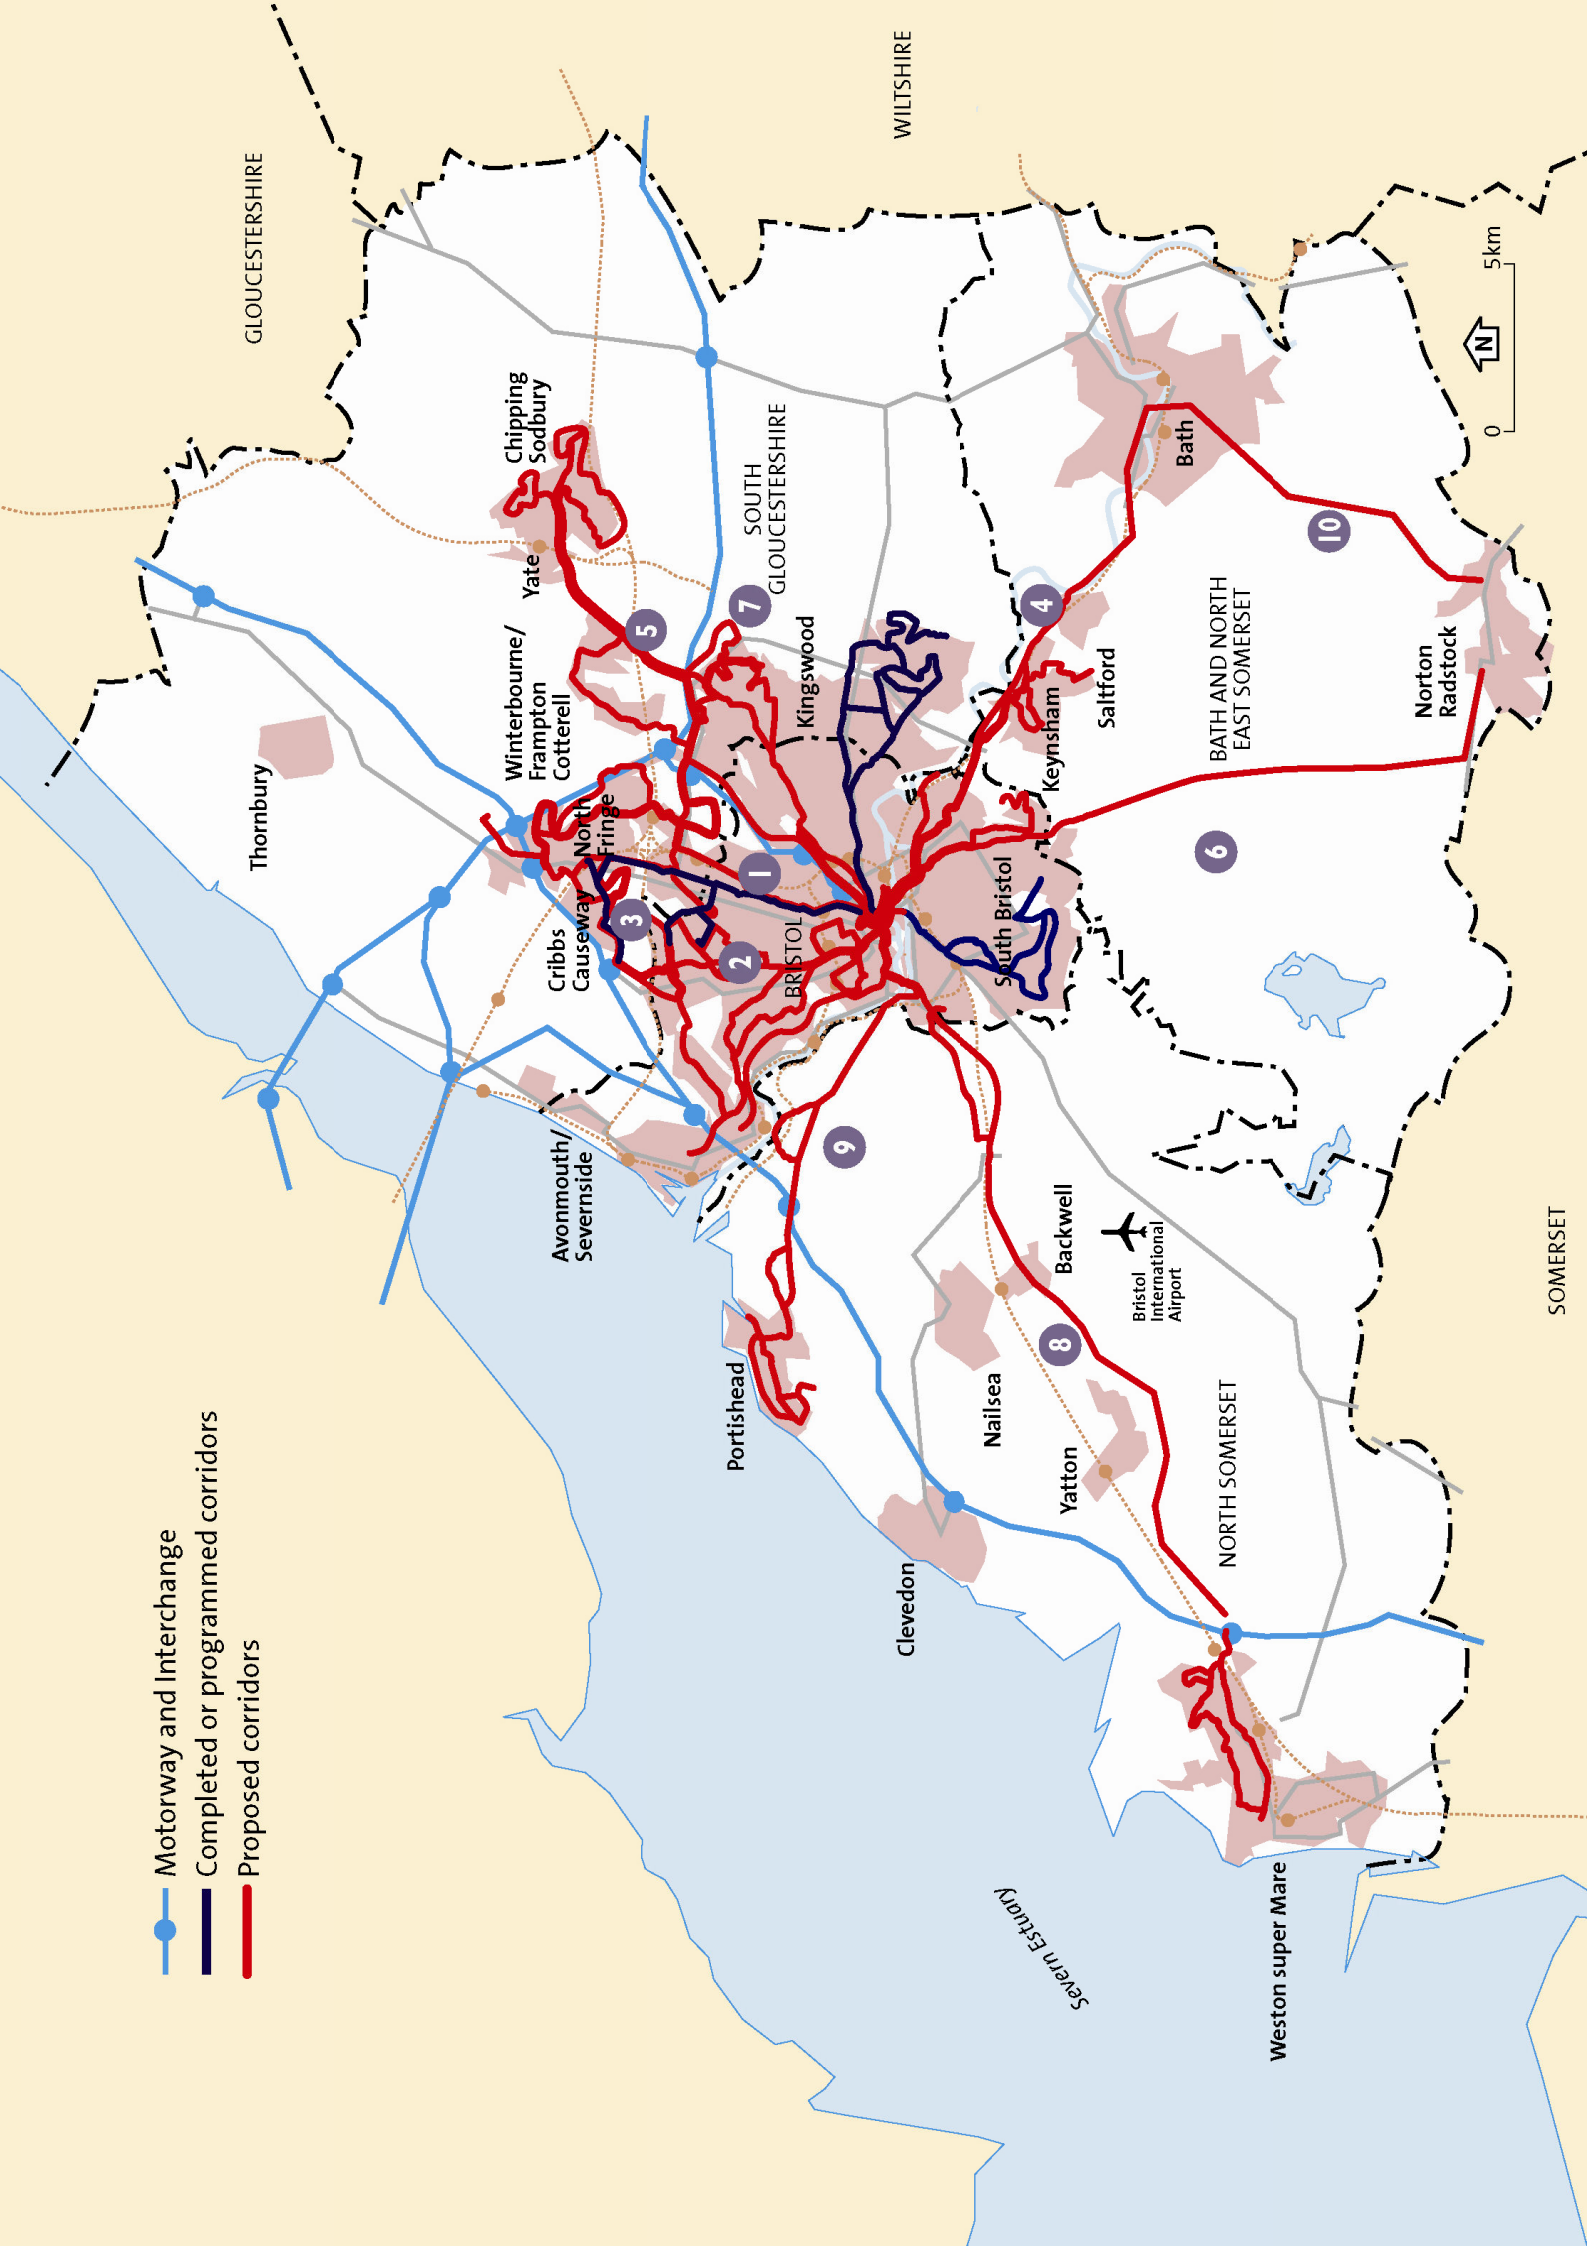 Motorway and Interchange
Completed or programmed corridors
Proposed corridors
GLOUCESTERSHIRE
WILTSHIRE
Thornbury
Chipping
Sodbury
Yate
Winterbourne/
Frampton
Cotterell
5
SOUTH
GLOUCESTERSHIRE
7
Kingswood
North
Fringe
Cribbs
Causeway
3
1
2
BRISTOL
Avonmouth/
Severnside
Portishead
9
South Bristol
Keynsham
Saltford
4
Bath
BATH AND NORTH
EAST SOMERSET
10
6
Norton
Radstock
Clevedon
Nailsea
Backwell
Yatton
8
Bristol
International
Airport
NORTH SOMERSET
Severn Estuary
Weston super Mare
SOMERSET
N
0
5km